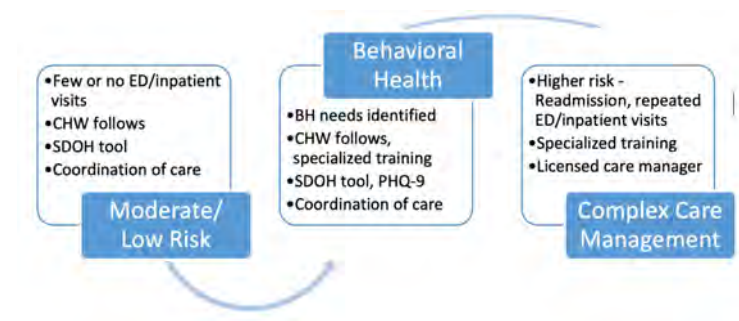 •Few or no ED/inpatient
visits
•CHW follows
•SDOH tool
•Coordination of care
Moderate/
Low Risk
Behavioral
Health
•BH needs identified
•CHW follows,
specialized training
•SDOH tool, PHQ-9
•Coordination of care
•Higher risk -
Readmission, repeated
ED/inpatient visits
•Specialized training
•Licensed care manager
Complex Care
Management